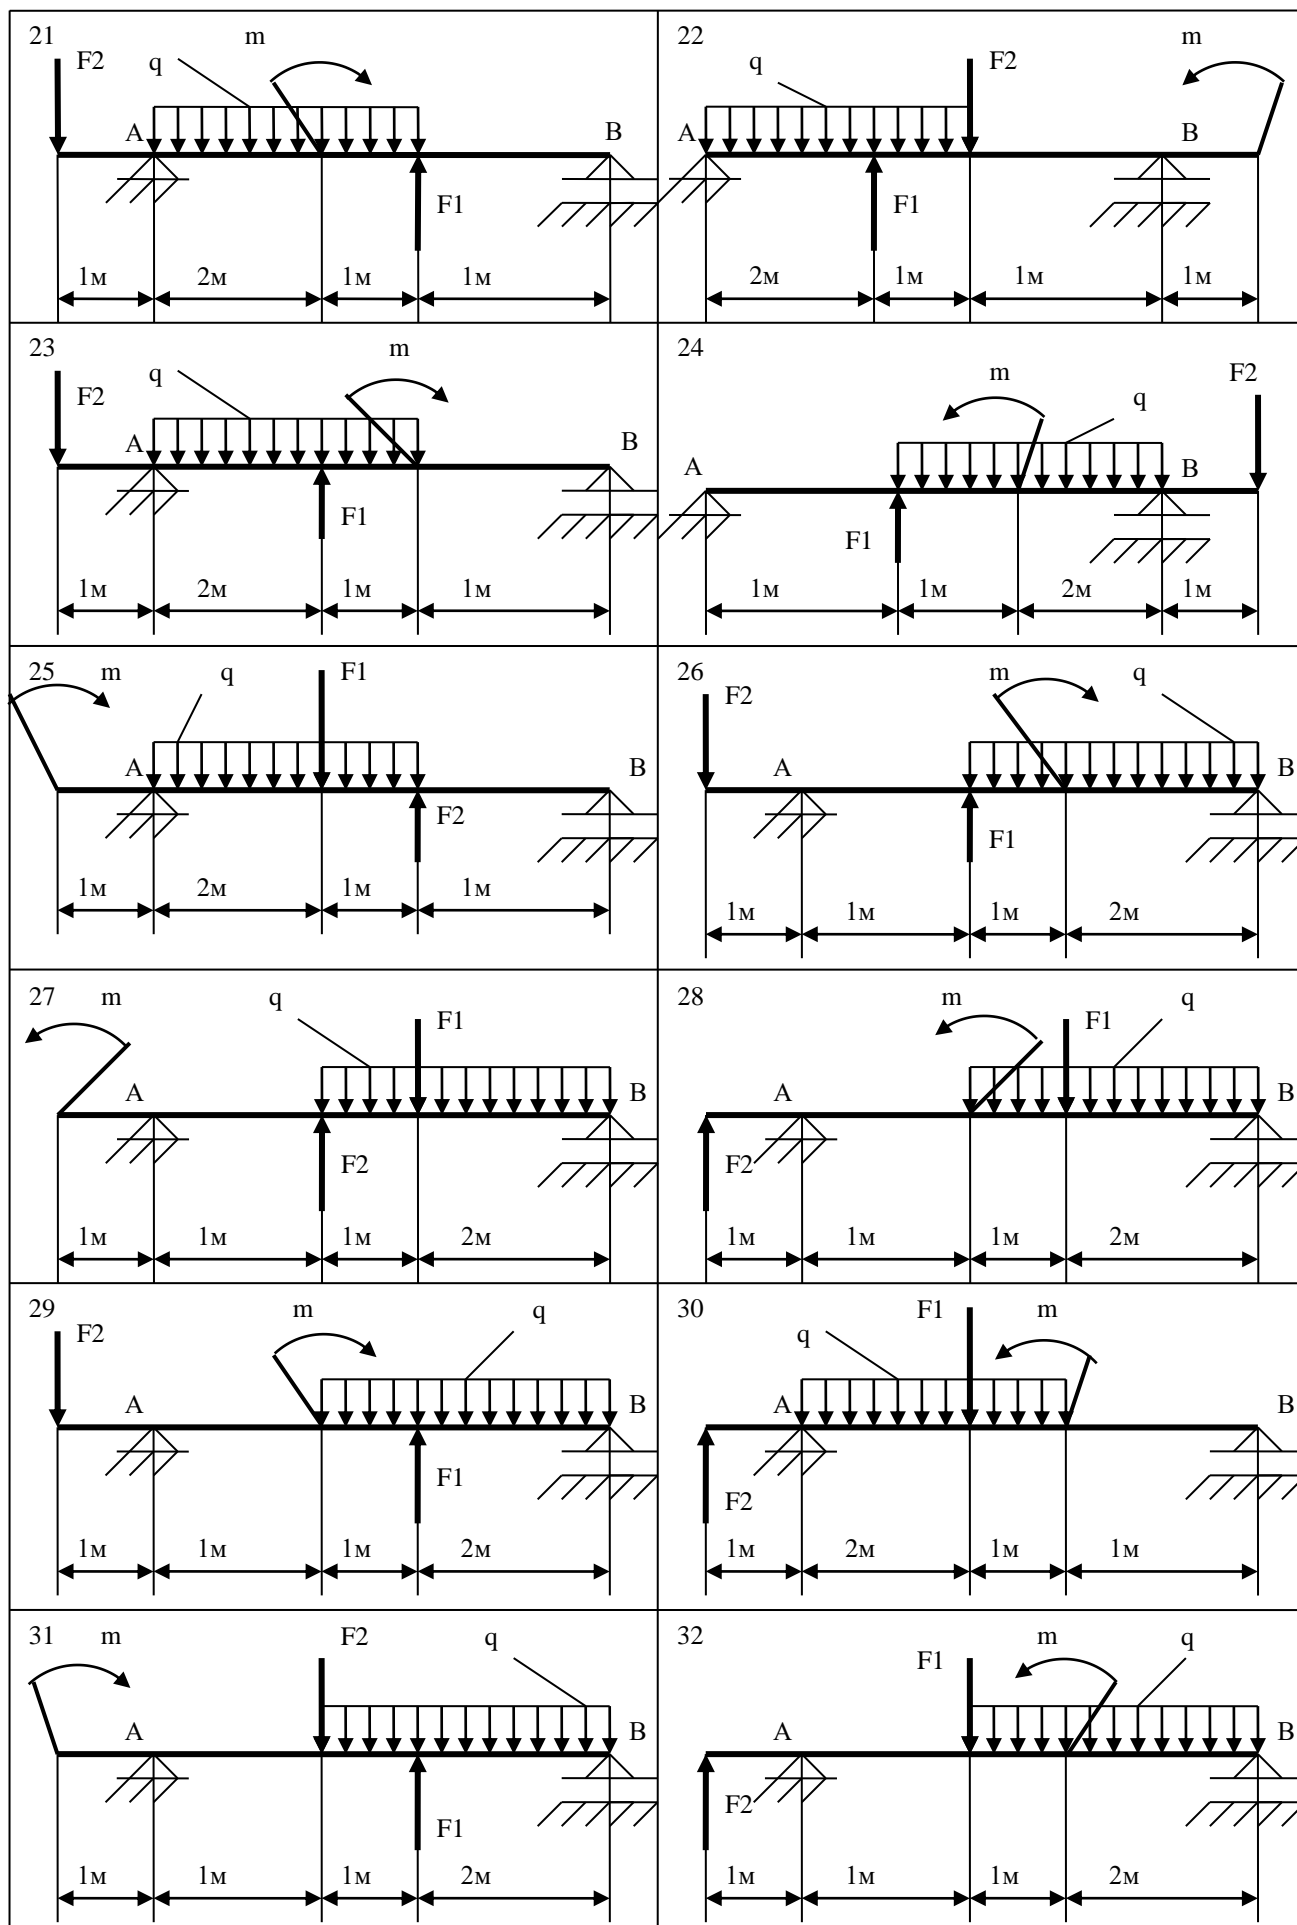 21 m
F2 q
A B
F1
1м 2м 1м 1м
22 m
q F2
A B
F1
2м 1м 1м 1м
23 m
F2 q
A B
F1
1м 2м 1м 1м
24 m F2
q
A B
F1
1м 1м 2м 1м
25 m q F1
A B
F2
1м 2м 1м 1м
26 F2 m q
A B
F1
1м 1м 1м 2м
27 m q
F1
A B
F2
1м 1м 1м 2м
28 m q
F1
A B
F2
1м 1м 1м 2м
29 m q
F2
A B
F1
1м 1м 1м 2м
30 F1 m
q
A B
F2
1м 2м 1м 1м
31 m F2 q
A B
F1
1м 1м 1м 2м
32 m q
F1
A B
F2
1м 1м 1м 2м